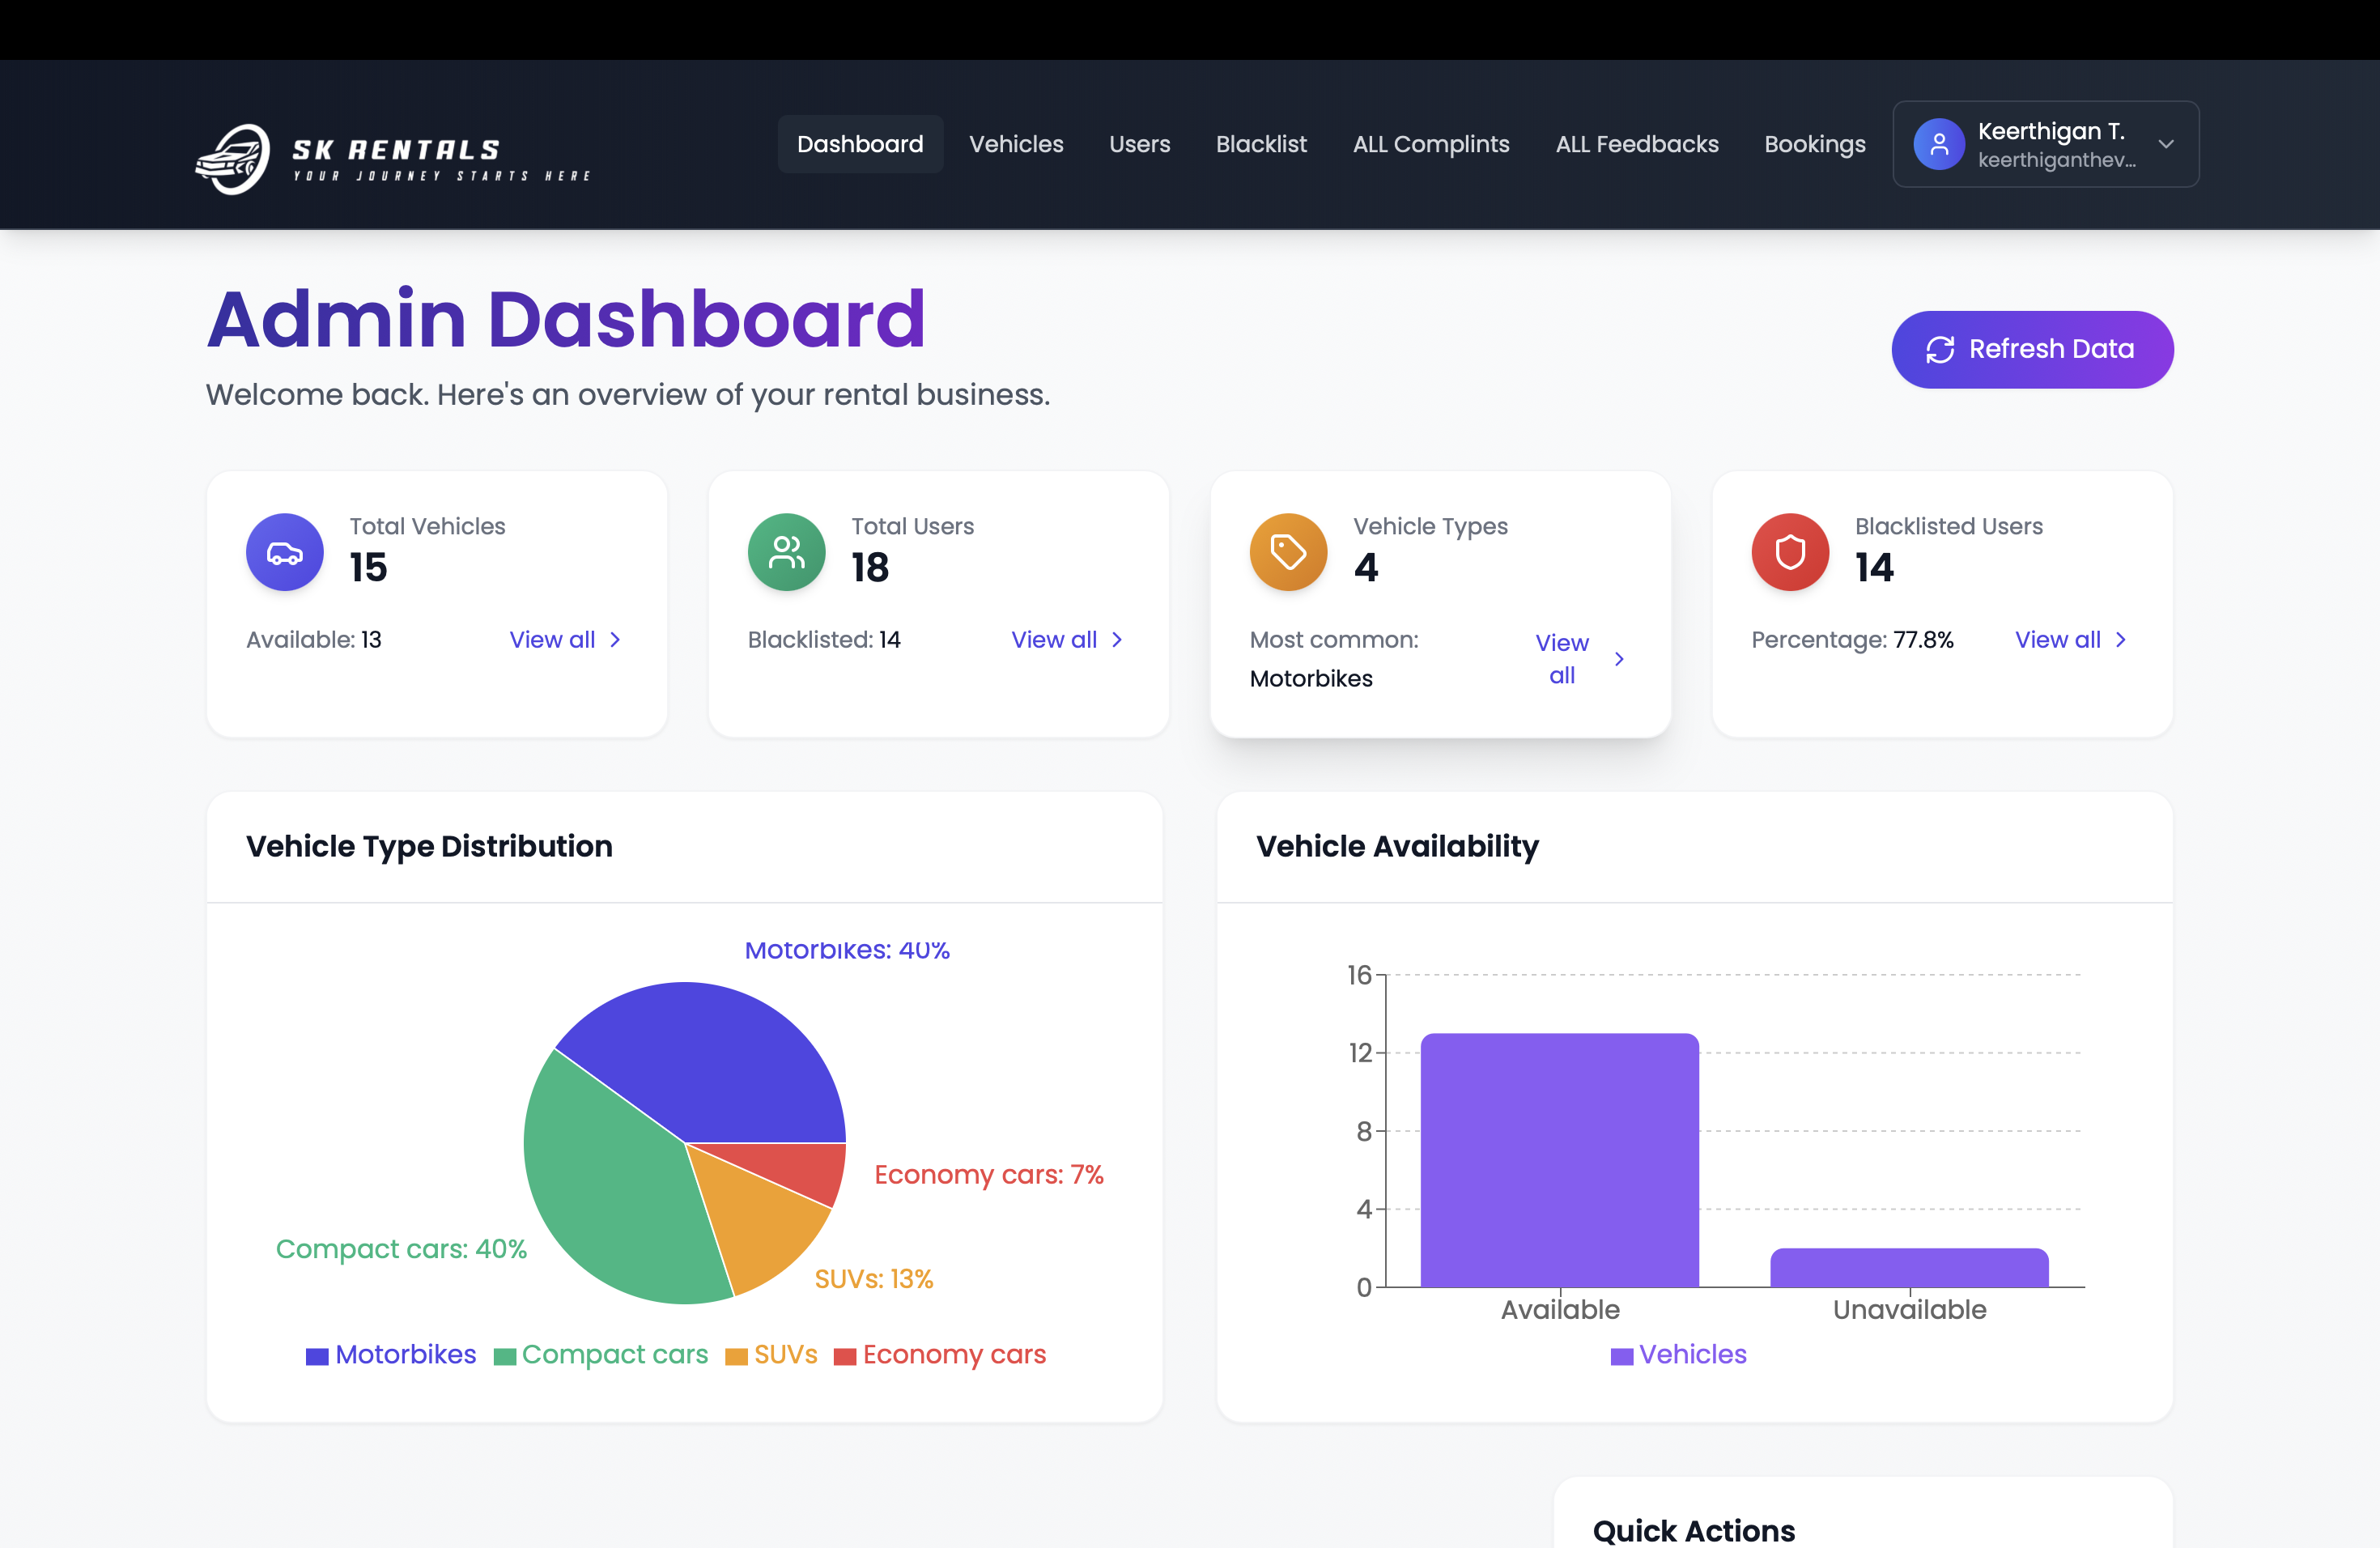 SK RENTALS
YOUR JOURNEY STARTS HERE
Dashboard
Vehicles
Users
Blacklist
ALL Complints
ALL Feedbacks
Bookings
Keerthigan T.
keerthiganthev...
Admin Dashboard
Welcome back. Here's an overview of your rental business.
Refresh Data
Total Vehicles
15
Available: 13
View all
Total Users
18
Blacklisted: 14
View all
Vehicle Types
4
Most common:
Motorbikes
View
all
Blacklisted Users
14
Percentage: 77.8%
View all
Vehicle Type Distribution
Motorbikes: 40%
Economy cars: 7%
Compact cars: 40%
SUVs: 13%
Motorbikes
Compact cars
SUVs
Economy cars
Vehicle Availability
16
12
8
4
0
Available
Unavailable
Vehicles
Quick Actions